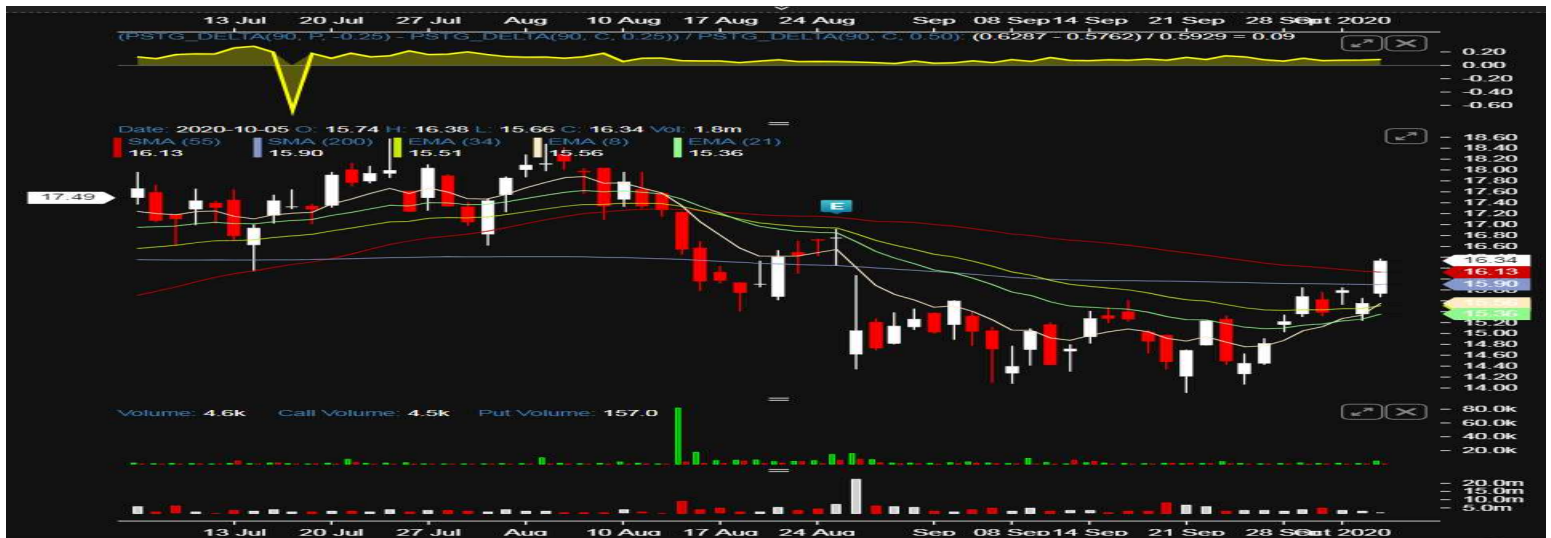 13 Jul 20 Jul 27 Jul Aug 10 Aug 17 Aug 24 Aug Sep 08 Sep 14 Sep 21 Sep 28 Sep Oct 2020
(PSTG_DELTA(90, P, -0.25) - PSTG_DELTA(90, C, 0.25)) / PSTG_DELTA(90, C, 0.50): (0.6287 - 0.5762) / 0.5929 = 0.09
0.20
0.00
-0.20
-0.40
-0.60
Date: 2020-10-05 O: 15.74 H: 16.38 L: 15.66 C: 16.34 Vol: 1.8m
SMA (55) SMA (200) EMA (34) EMA (8) EMA (21)
16.13 15.90 15.51 15.56 15.36
18.60
18.40
18.20
18.00
17.80
17.60
17.49
17.40
17.20
17.00
E
16.80
16.60
16.34
16.13
15.90
15.56
15.36
15.20
15.00
14.80
14.60
14.40
14.20
14.00
Volume: 4.6k Call Volume: 4.5k Put Volume: 157.0
80.0k
60.0k
40.0k
20.0k
20.0m
15.0m
10.0m
5.0m
13 Jul 20 Jul 27 Jul Aug 10 Aug 17 Aug 24 Aug Sep 08 Sep 14 Sep 21 Sep 28 Sep Oct 2020